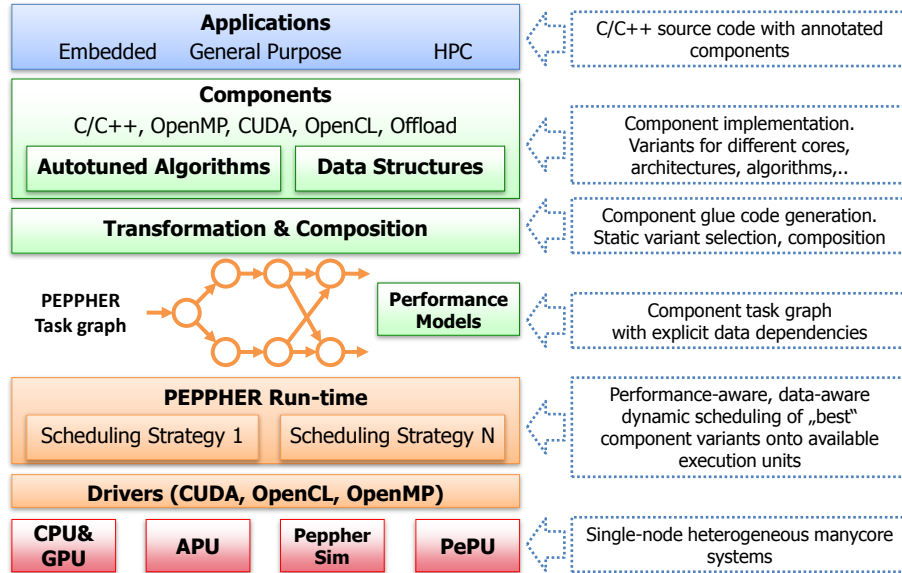 Applications
Embedded General Purpose HPC
C/C++ source code with annotated
components
Components
C/C++, OpenMP, CUDA, OpenCL, Offload
Autotuned Algorithms
Data Structures
Component implementation.
Variants for different cores,
architectures, algorithms,..
Transformation & Composition
Component glue code generation.
Static variant selection, composition
PEPPHER
Task graph
Performance
Models
Component task graph
with explicit data dependencies
PEPPHER Run-time
Scheduling Strategy 1
Scheduling Strategy N
Performance-aware, data-aware
dynamic scheduling of „best“
component variants onto available
execution units
Drivers (CUDA, OpenCL, OpenMP)
CPU&
GPU
APU
Peppher
Sim
PePU
Single-node heterogeneous manycore
systems